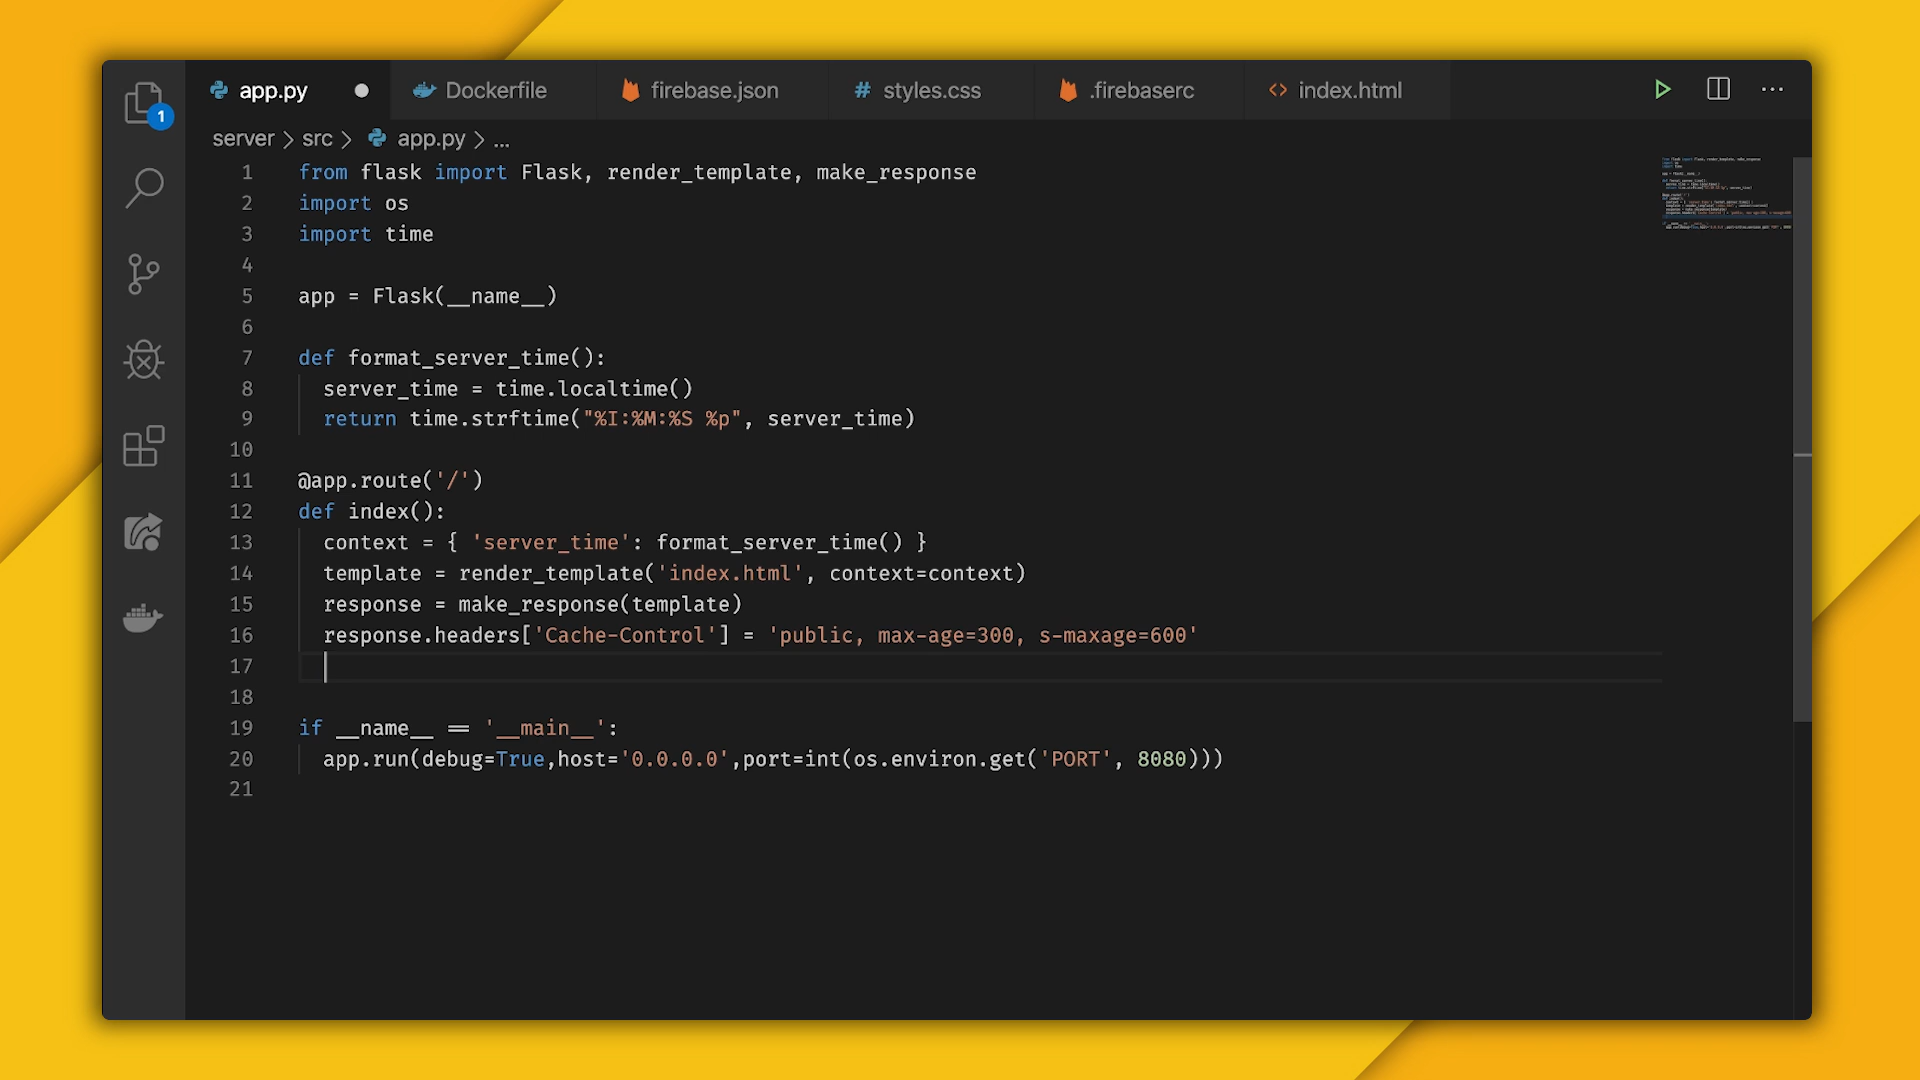 app.py
Dockerfile
firebase.json
# styles.css
.firebaserc
<> index.html
1
server > src > app.py > ...
1 from flask import Flask, render_template, make_response
2 import os
3 import time
4
5 app = Flask(__name__)
6
7 def format_server_time():
8 server_time = time.localtime()
9 return time.strftime("%I:%M:%S %p", server_time)
10
11 @app.route('/')
12 def index():
13 context = { 'server_time': format_server_time() }
14 template = render_template('index.html', context=context)
15 response = make_response(template)
16 response.headers['Cache-Control'] = 'public, max-age=300, s-maxage=600'
17
18
19 if __name__ == '__main__':
20 app.run(debug=True,host='0.0.0.0',port=int(os.environ.get('PORT', 8080)))
21